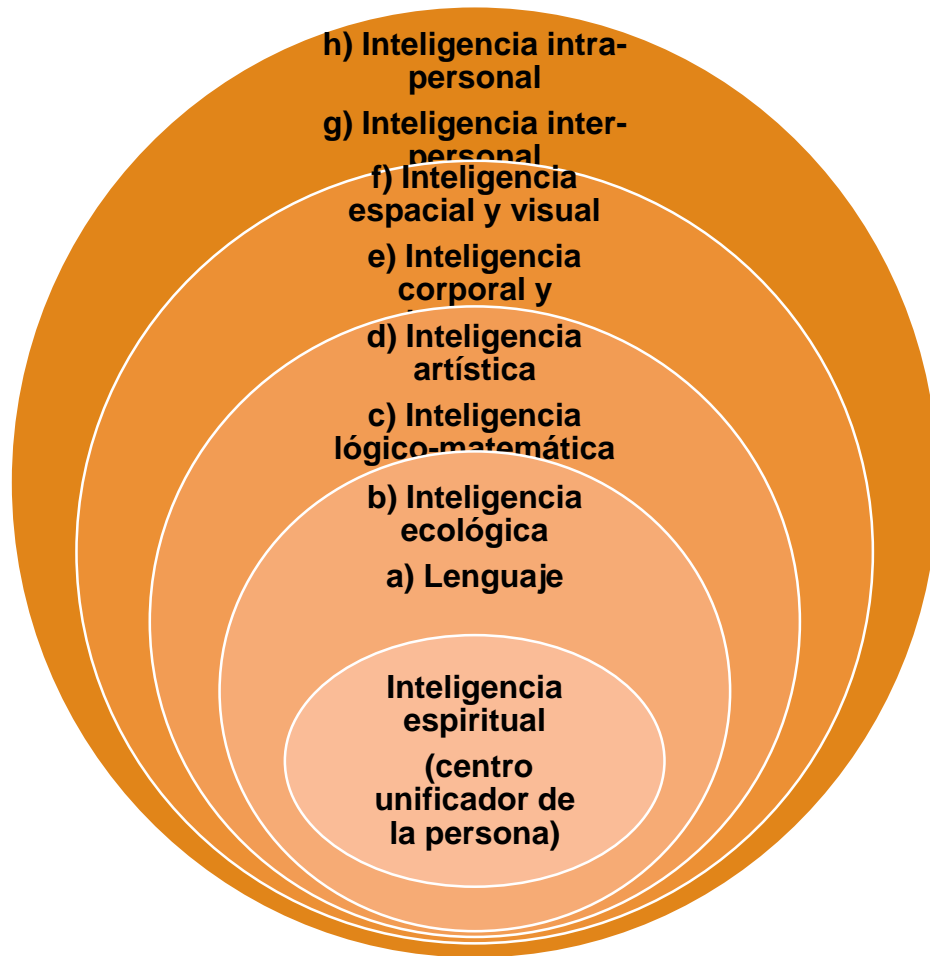 h) Inteligencia intra-
personal
g) Inteligencia inter-
personal
f) Inteligencia
espacial y visual
e) Inteligencia
corporal y
d) Inteligencia
artística
c) Inteligencia
lógico-matemática
b) Inteligencia
ecológica
a) Lenguaje
Inteligencia
espiritual
(centro
unificador de
la persona)